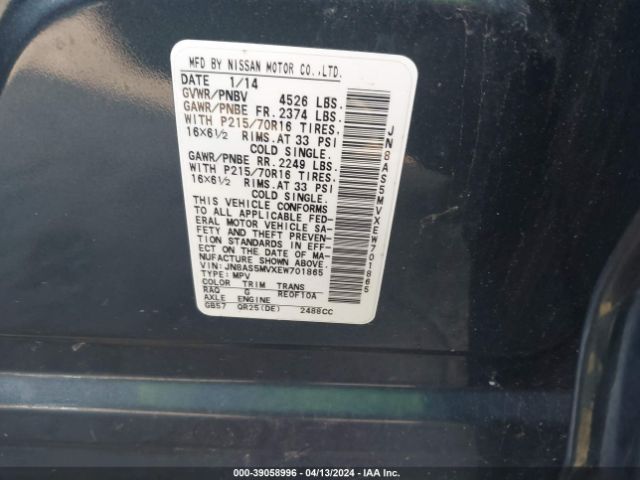 MFD BY NISSAN MOTOR CO.,LTD.
DATE 1/14
GVWR/PNBV 4526 LBS.
GAWR/PNBE FR. 2374 LBS.
WITH P215/70R16 TIRES.
16X6½ RIMS.AT 33 PSI
COLD SINGLE.
GAWR/PNBE RR. 2249 LBS.
WITH P215/70R16 TIRES.
16X6½ RIMS.AT 33 PSI
COLD SINGLE.
THIS VEHICLE CONFORMS
TO ALL APPLICABLE FED-
ERAL MOTOR VEHICLE SA-
FETY AND THEFT PREVEN-
TION STANDARDS IN EFF-
ECT ON THE DATE OF MA-
NUFACTURE SHOWN ABOVE.
VIN:JN8AS5MVXEW701865
TYPE: MPV
COLOR TRIM TRANS
RAQ G RE0F10A
AXLE ENGINE
GB57 QR25(DE) 2488CC
JN8AS5MVXEW701865
000-39058996 - 04/13/2024 - IAA Inc.